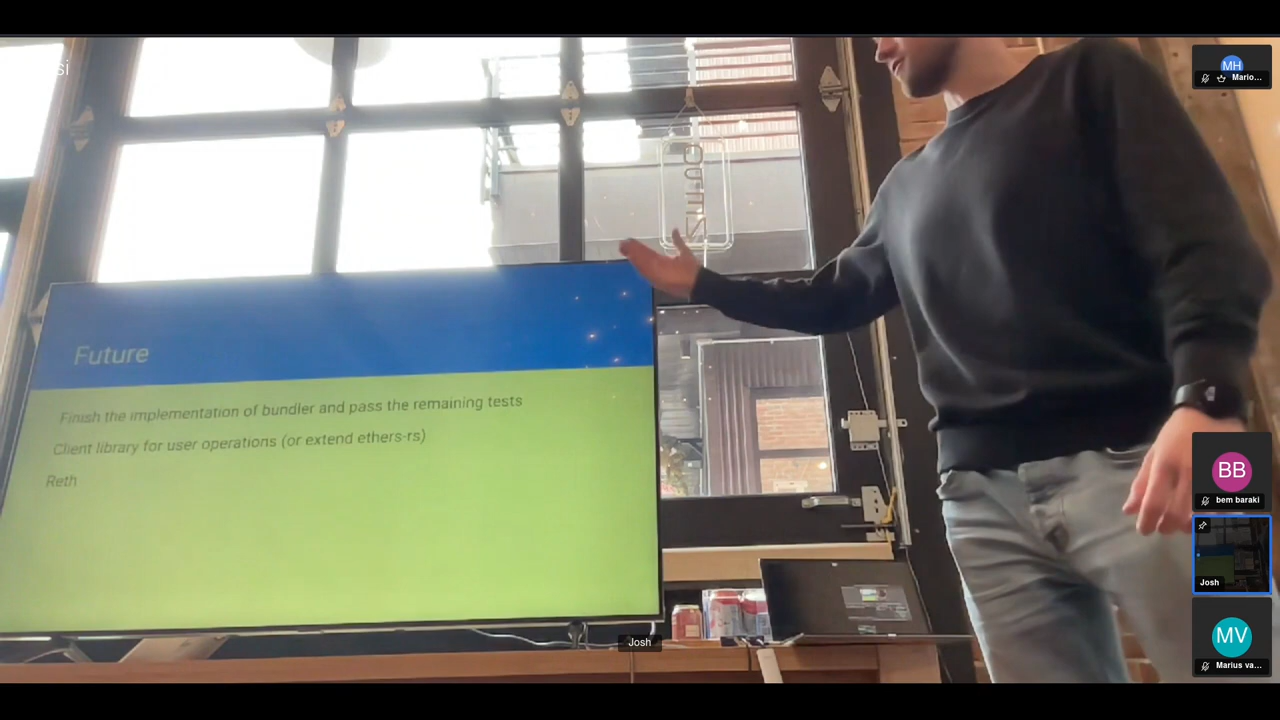 si
MH
Mario...
Future
Finish the implementation of bundler and pass the remaining tests
Client library for user operations (or extend ethers-rs)
Reth
BB
bem baraki
Josh
MV
Marius va...
Josh